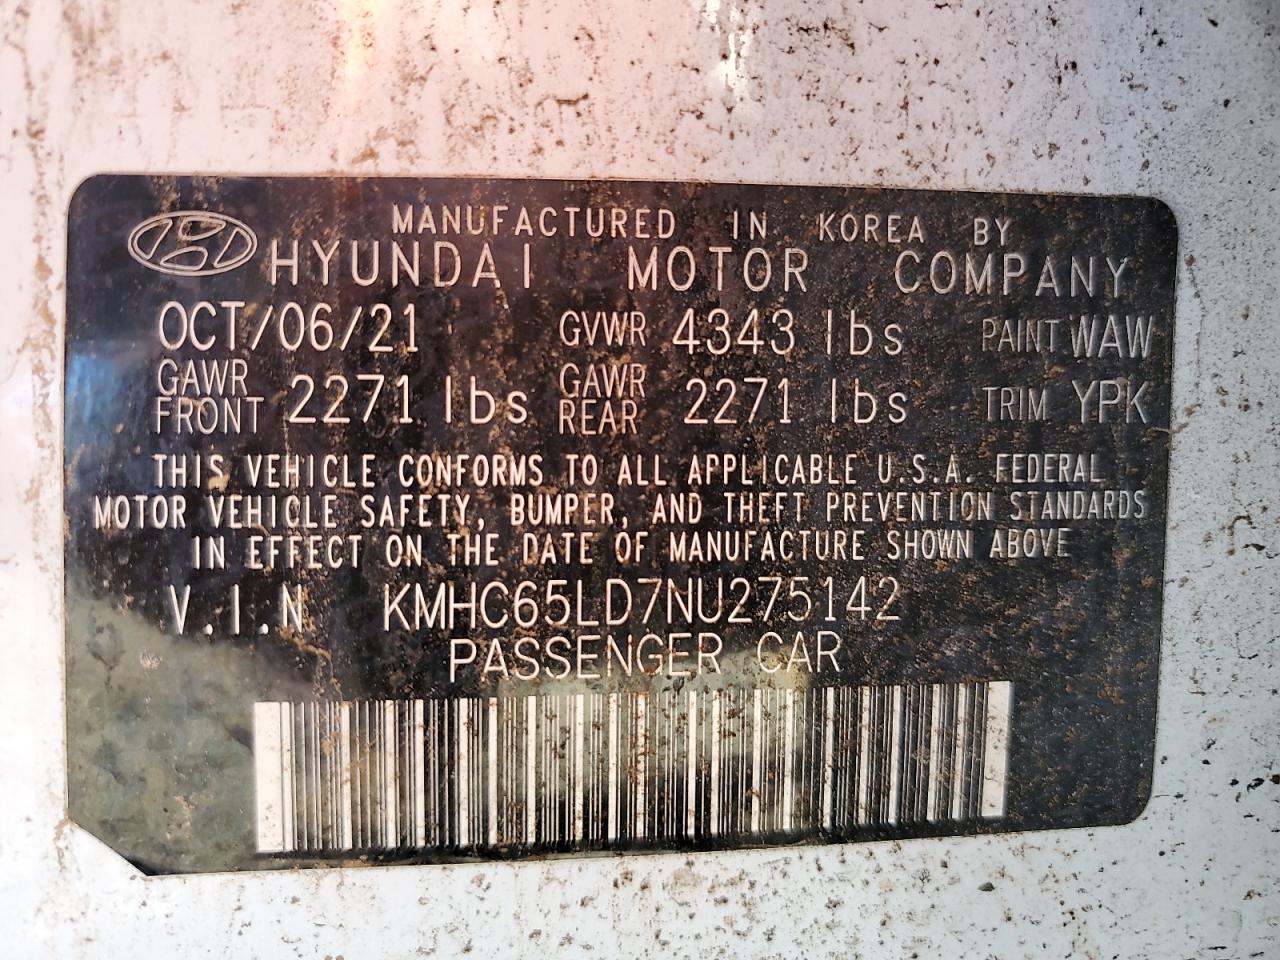 MANUFACTURED IN KOREA BY
HYUNDAI MOTOR COMPANY
OCT/06/21 GVWR 4343 lbs PAINT WAW
GAWR FRONT 2271 lbs GAWR REAR 2271 lbs TRIM YPK
THIS VEHICLE CONFORMS TO ALL APPLICABLE U.S.A. FEDERAL
MOTOR VEHICLE SAFETY, BUMPER, AND THEFT PREVENTION STANDARDS
IN EFFECT ON THE DATE OF MANUFACTURE SHOWN ABOVE
V.I.N KMHC65LD7NU275142
PASSENGER CAR